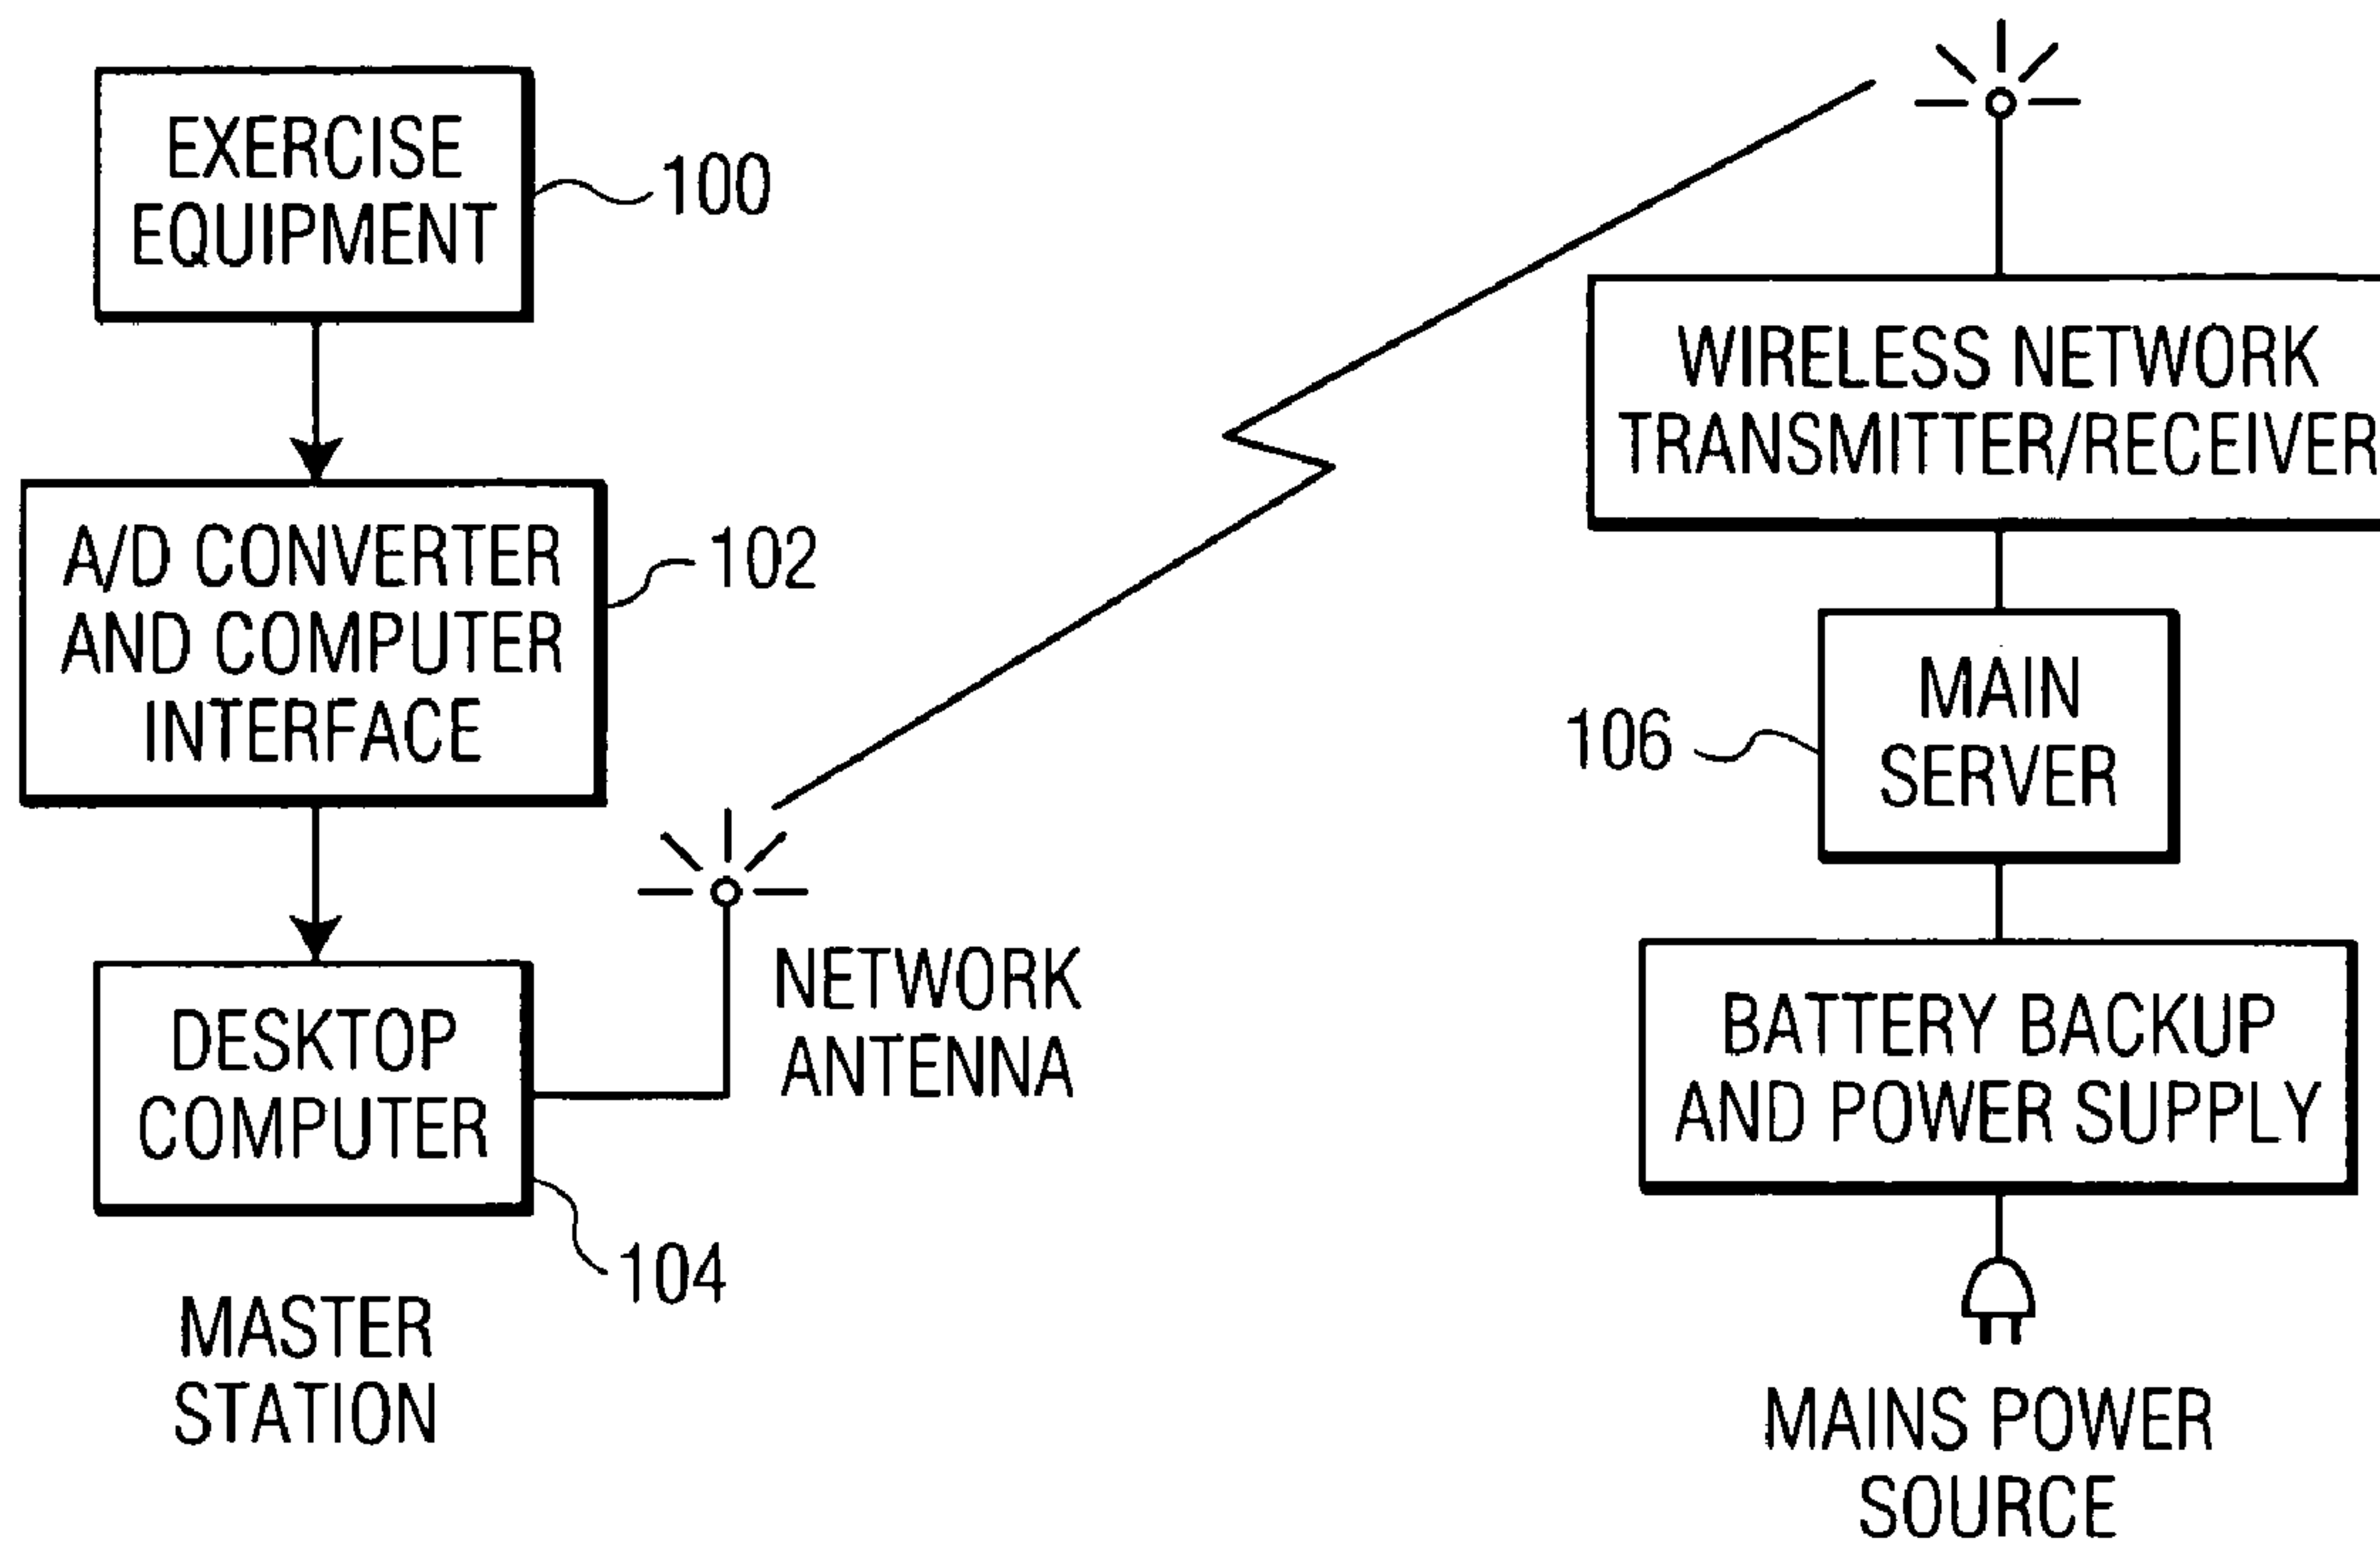 EXERCISE
EQUIPMENT
100
A/D CONVERTER
AND COMPUTER
INTERFACE
102
DESKTOP
COMPUTER
104
NETWORK
ANTENNA
MASTER
STATION
WIRELESS NETWORK
TRANSMITTER/RECEIVER
106
MAIN
SERVER
BATTERY BACKUP
AND POWER SUPPLY
MAINS POWER
SOURCE